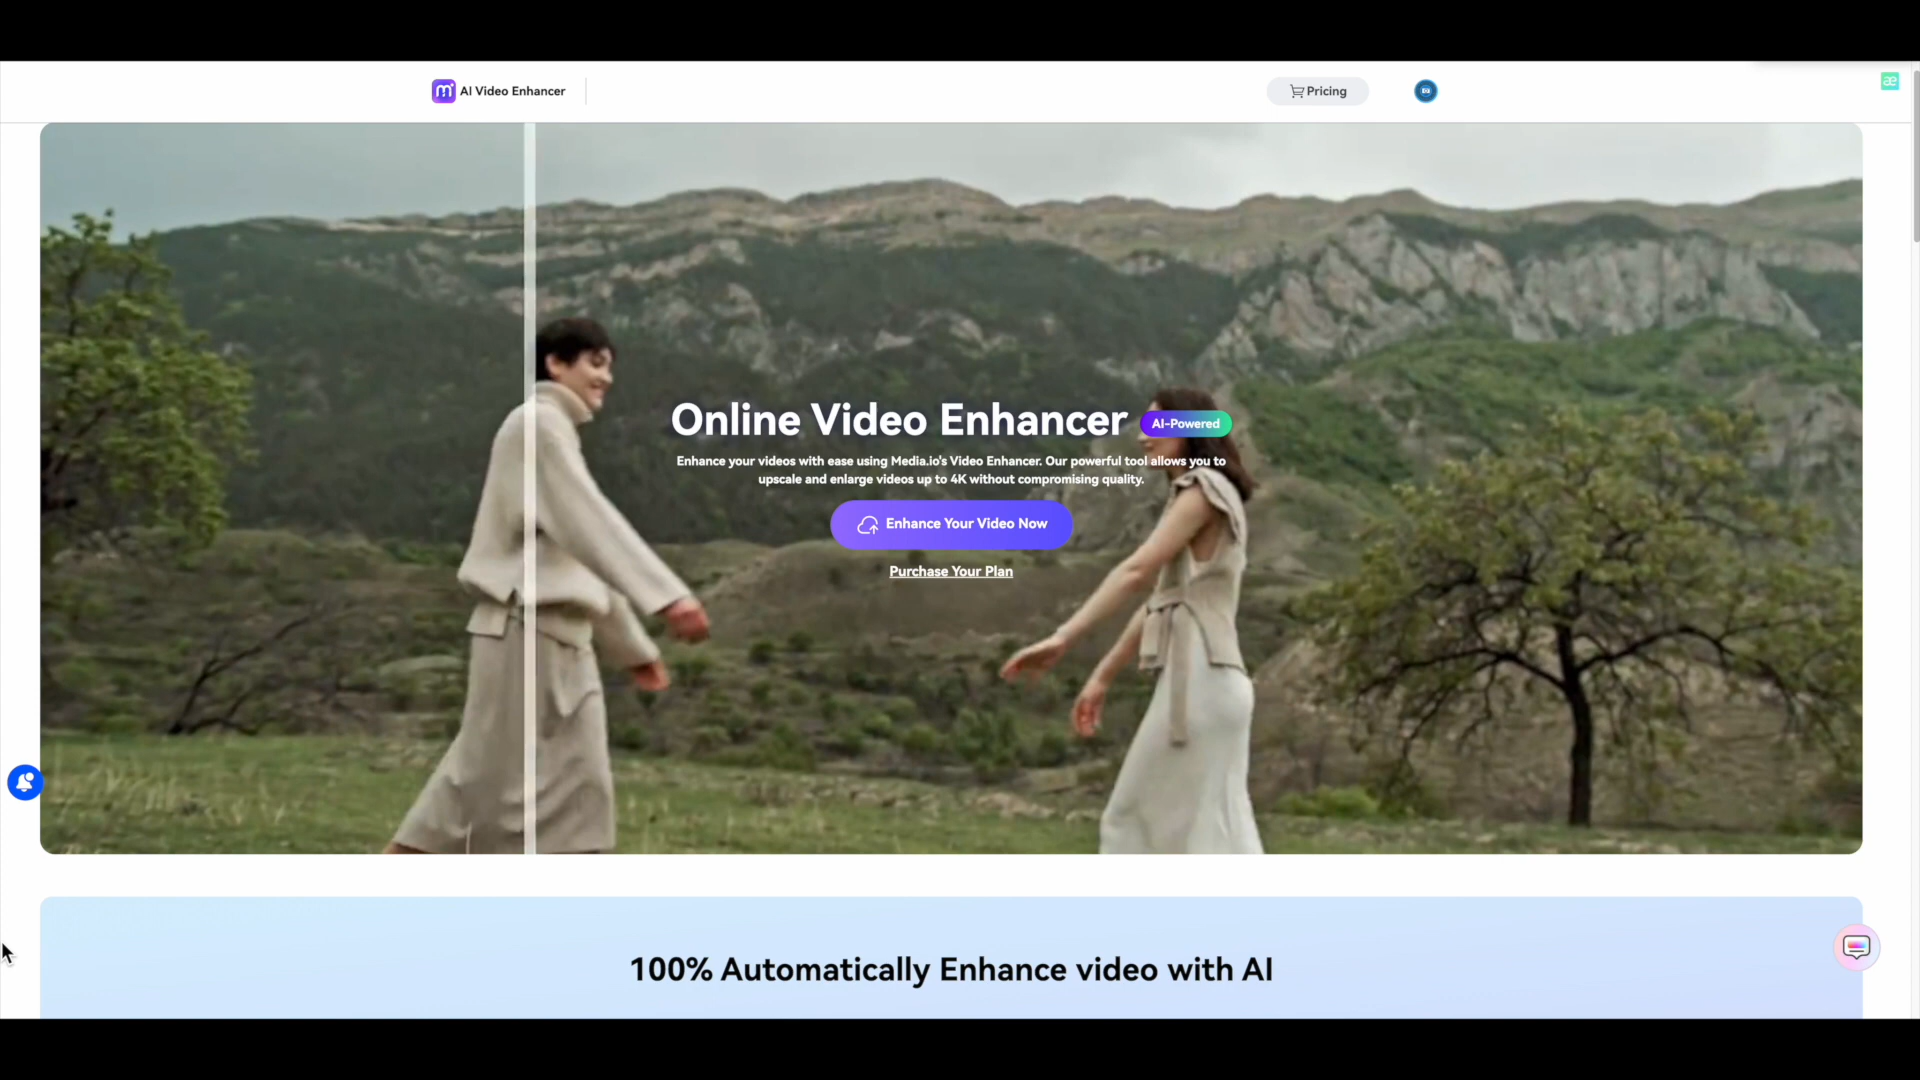 AI Video Enhancer
Pricing
æ
Online Video Enhancer AI-Powered
Enhance your videos with ease using Media.io's Video Enhancer. Our powerful tool allows you to
upscale and enlarge videos up to 4K without compromising quality.
Enhance Your Video Now
Purchase Your Plan
100% Automatically Enhance video with AI